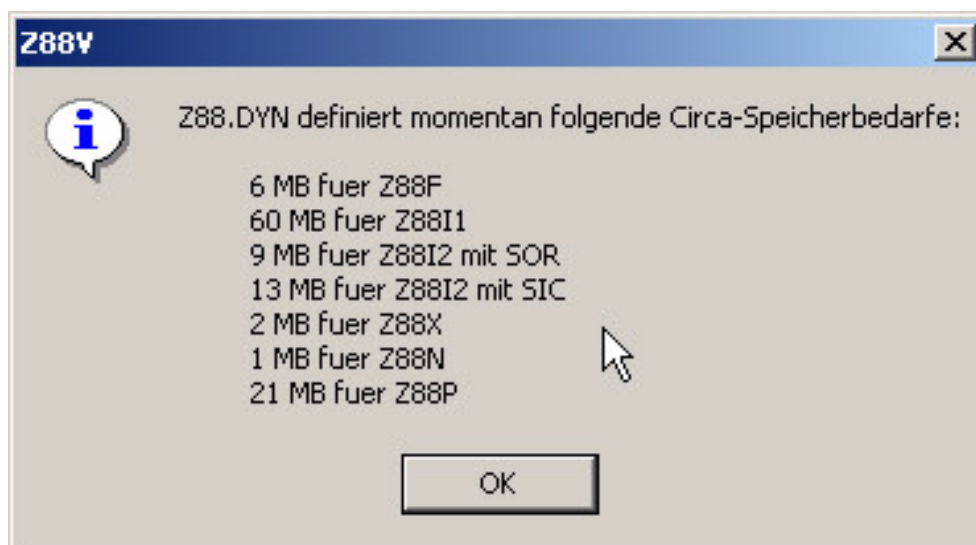 Z88V
Z88.DYN definiert momentan folgende Circa-Speicherbedarfe:
6 MB fuer Z88F
60 MB fuer Z88I1
9 MB fuer Z88I2 mit SOR
13 MB fuer Z88I2 mit SIC
2 MB fuer Z88X
1 MB fuer Z88N
21 MB fuer Z88P
OK